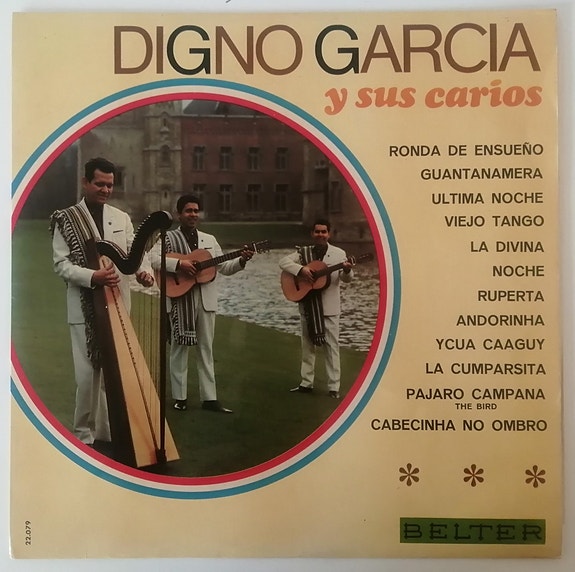 DIGNO GARCIA
y sus carios
RONDA DE ENSUEÑO
GUANTANAMERA
ULTIMA NOCHE
VIEJO TANGO
LA DIVINA
NOCHE
RUPERTA
ANDORINHA
YCUA CAAGUY
LA CUMPARSITA
PAJARO CAMPANA
THE BIRD
CABECINHA NO OMBRO
* * *
BELTER
22.079